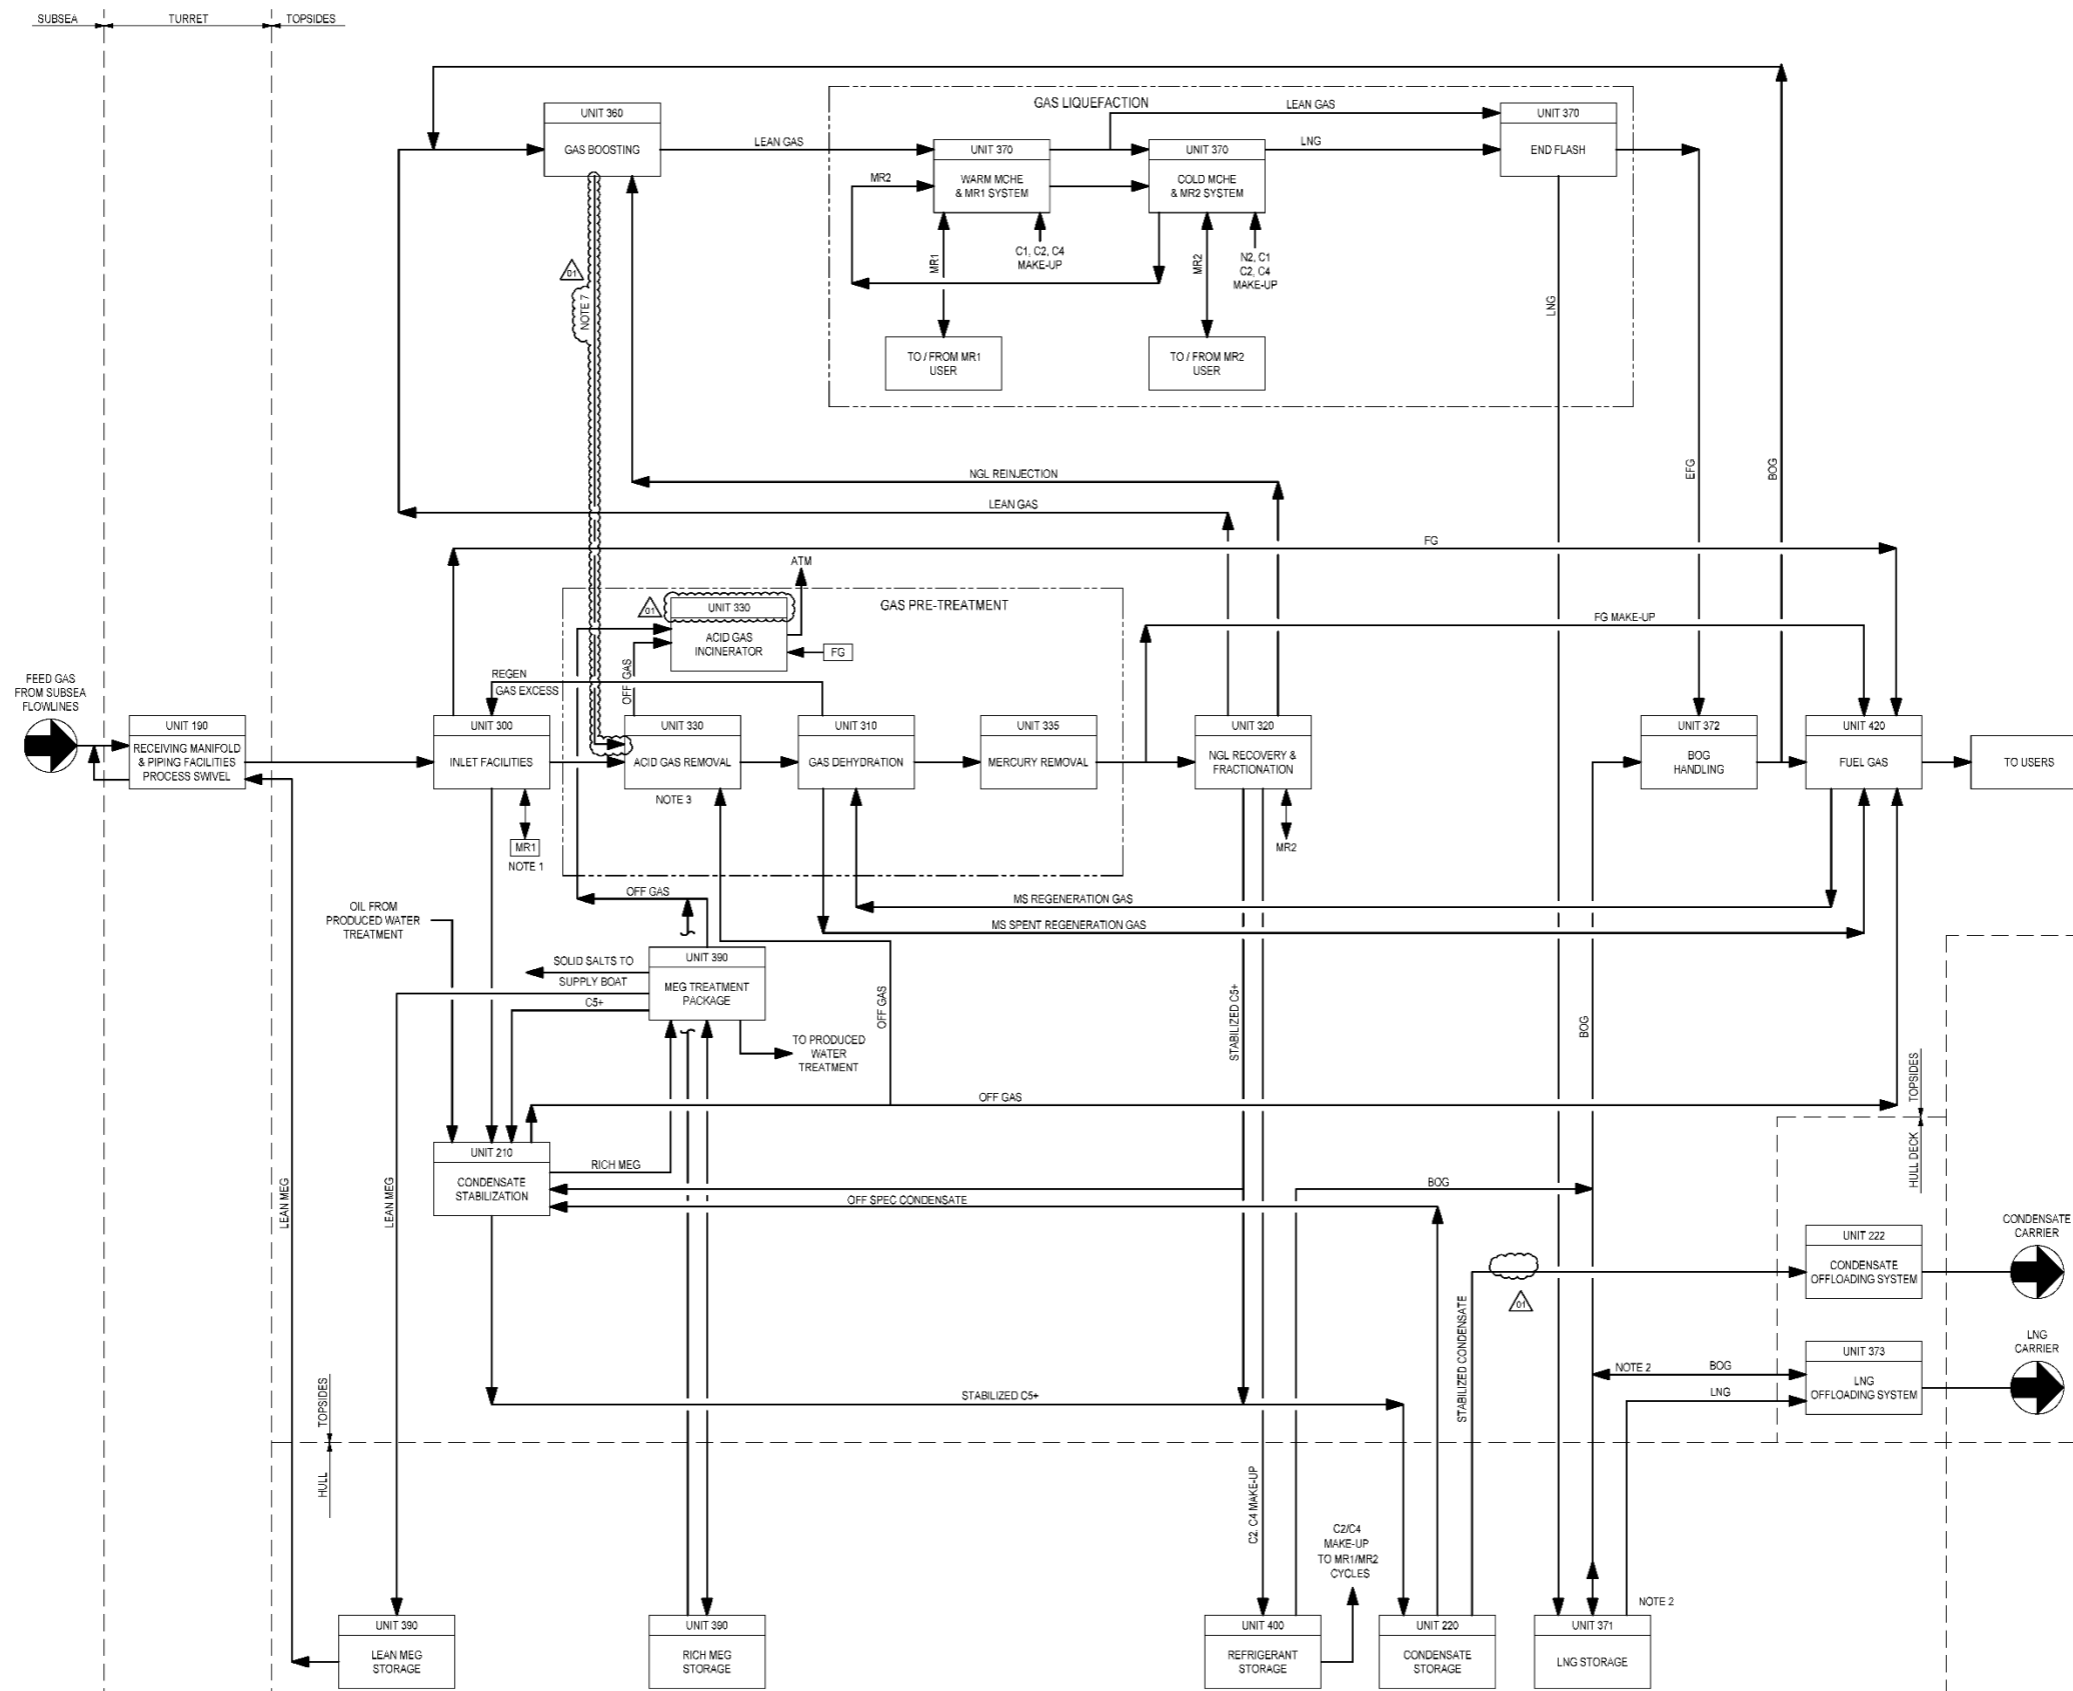 SUBSEA
TURRET
TOPSIDES
GAS LIQUEFACTION
LEAN GAS
UNIT 360
GAS BOOSTING
LEAN GAS
UNIT 370
WARM MCHE
& MR1 SYSTEM
UNIT 370
COLD MCHE
& MR2 SYSTEM
LNG
UNIT 370
END FLASH
MR2
MR1
C1, C2, C4
MAKE-UP
MR2
N2, C1
C2, C4
MAKE-UP
01
NOTE 7
LNG
TO / FROM MR1
USER
TO / FROM MR2
USER
NGL REINJECTION
EFG
BOG
LEAN GAS
FG
ATM
01
UNIT 330
ACID GAS
INCINERATOR
GAS PRE-TREATMENT
FG
FG MAKE-UP
OFF GAS
REGEN
GAS EXCESS
FEED GAS
FROM SUBSEA
FLOWLINES
UNIT 190
RECEIVING MANIFOLD
& PIPING FACILITIES
PROCESS SWIVEL
UNIT 300
INLET FACILITIES
UNIT 330
ACID GAS REMOVAL
NOTE 3
UNIT 310
GAS DEHYDRATION
UNIT 335
MERCURY REMOVAL
UNIT 320
NGL RECOVERY &
FRACTIONATION
UNIT 372
BOG
HANDLING
UNIT 420
FUEL GAS
TO USERS
MR1
NOTE 1
MR2
OFF GAS
MS REGENERATION GAS
MS SPENT REGENERATION GAS
OIL FROM
PRODUCED WATER
TREATMENT
UNIT 390
MEG TREATMENT
PACKAGE
SOLID SALTS TO
SUPPLY BOAT
C5+
TO PRODUCED
WATER
TREATMENT
OFF GAS
STABILIZED C5+
BOG
OFF GAS
TOPSIDES
HULL DECK
UNIT 210
CONDENSATE
STABILIZATION
RICH MEG
OFF SPEC CONDENSATE
BOG
LEAN MEG
LEAN MEG
UNIT 222
CONDENSATE
OFFLOADING SYSTEM
CONDENSATE
CARRIER
01
STABILIZED CONDENSATE
UNIT 373
LNG
OFFLOADING SYSTEM
LNG
CARRIER
NOTE 2
BOG
LNG
STABILIZED C5+
TOPSIDES
HULL
C2, C4 MAKE-UP
C2/C4
MAKE-UP
TO MR1/MR2
CYCLES
NOTE 2
UNIT 390
LEAN MEG
STORAGE
UNIT 390
RICH MEG
STORAGE
UNIT 400
REFRIGERANT
STORAGE
UNIT 220
CONDENSATE
STORAGE
UNIT 371
LNG STORAGE